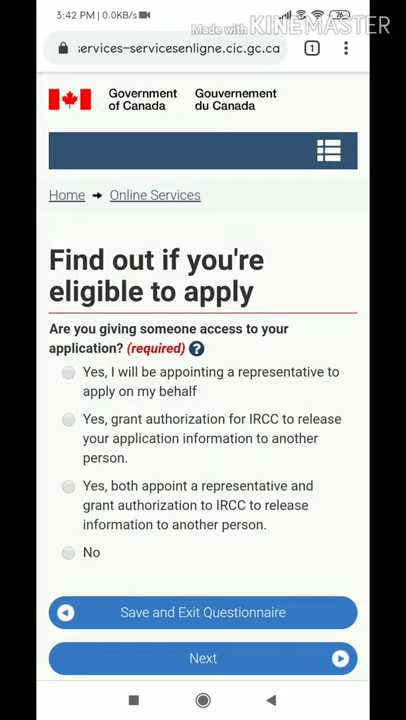 3:42 PM | 0.0KB/s
76
Made with KINEMASTER
ervices-servicesenligne.cic.gc.ca
1
Government of Canada
Gouvernement du Canada
Home → Online Services
Find out if you're
eligible to apply
Are you giving someone access to your
application? (required) ?
Yes, I will be appointing a representative to
apply on my behalf
Yes, grant authorization for IRCC to release
your application information to another
person.
Yes, both appoint a representative and
grant authorization to IRCC to release
information to another person.
No
Save and Exit Questionnaire
Next